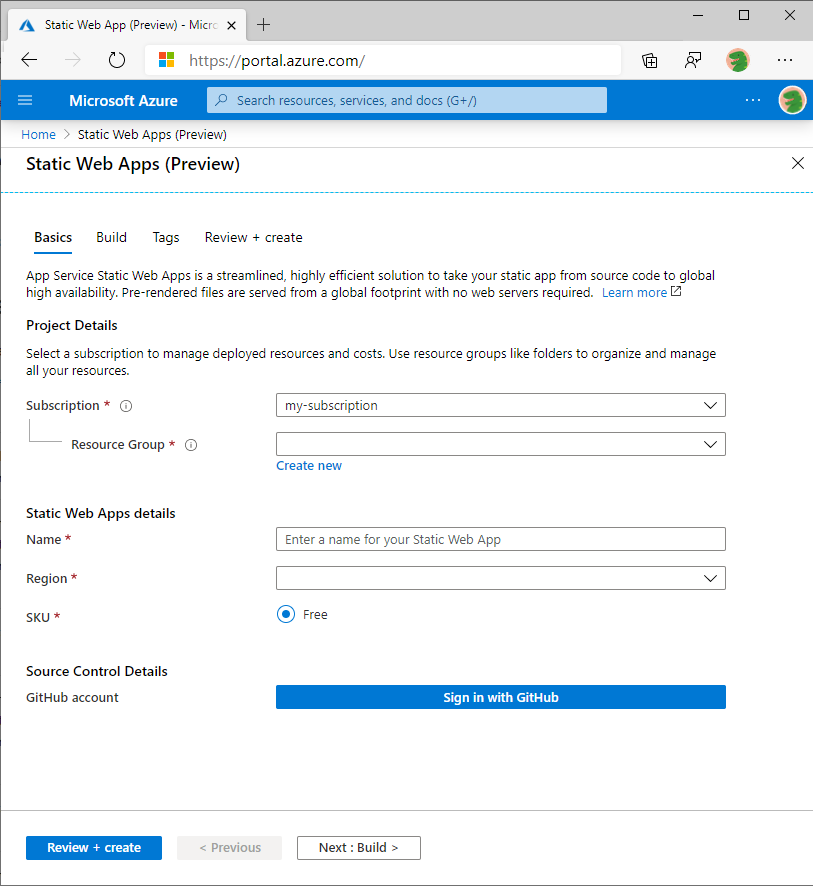 Static Web App (Preview) - Micr
https://portal.azure.com/
Microsoft Azure
Search resources, services, and docs (G+/)
Home > Static Web Apps (Preview)
Static Web Apps (Preview)
Basics Build Tags Review + create
App Service Static Web Apps is a streamlined, highly efficient solution to take your static app from source code to global
high availability. Pre-rendered files are served from a global footprint with no web servers required. Learn more
Project Details
Select a subscription to manage deployed resources and costs. Use resource groups like folders to organize and manage
all your resources.
Subscription * my-subscription
Resource Group *
Create new
Static Web Apps details
Name * Enter a name for your Static Web App
Region *
SKU * Free
Source Control Details
GitHub account Sign in with GitHub
Review + create < Previous Next : Build >